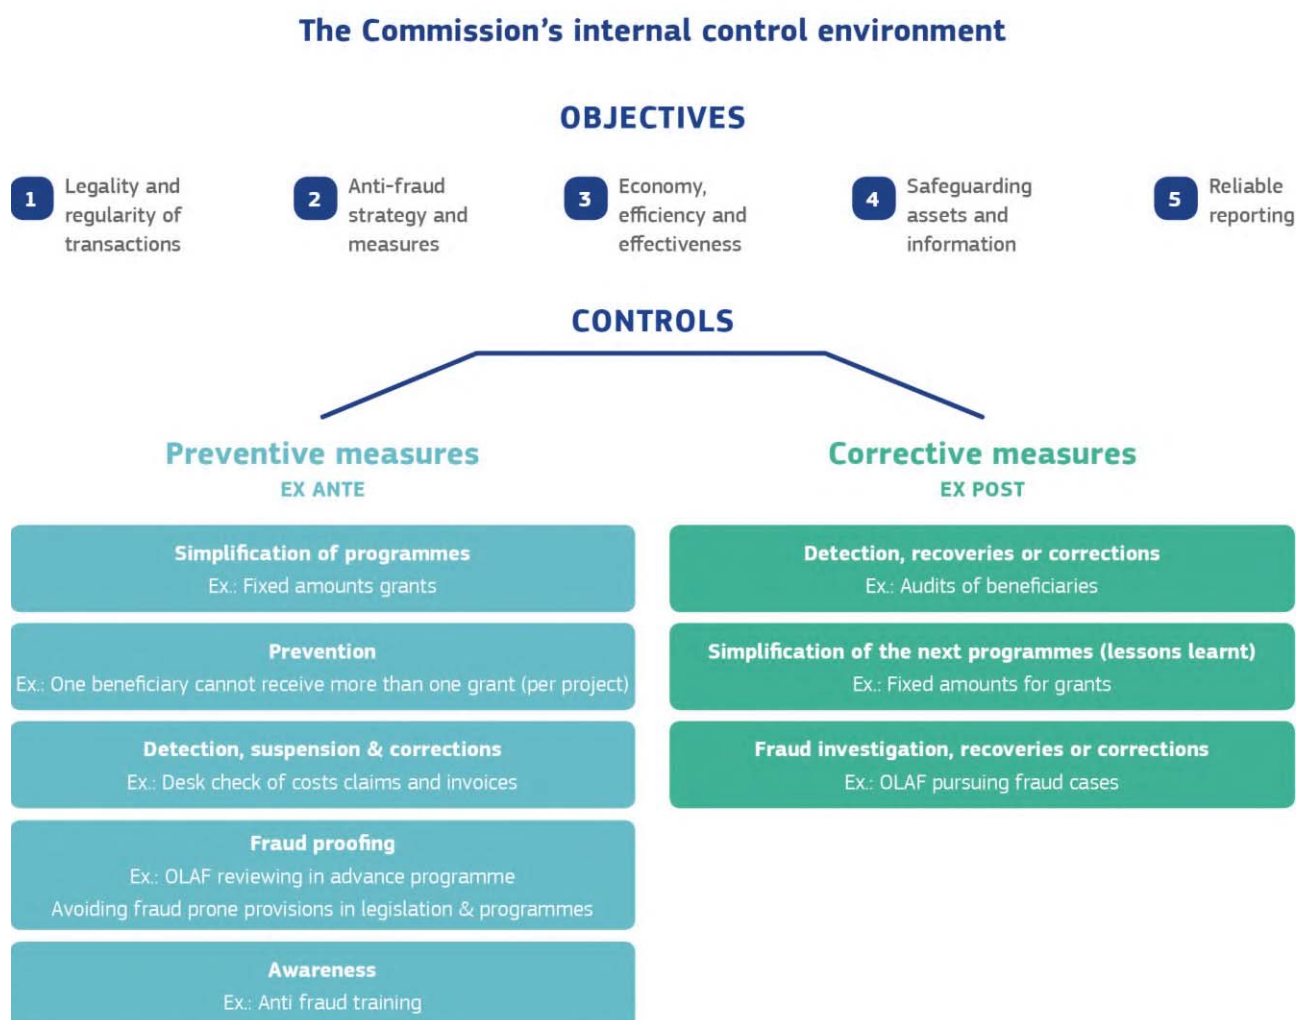 The Commission's internal control environment
OBJECTIVES
1
Legality and
regularity of
transactions
2
Anti-fraud
strategy and
measures
3
Economy,
efficiency and
effectiveness
4
Safeguarding
assets and
information
5
Reliable
reporting
CONTROLS
Preventive measures
EX ANTE
Simplification of programmes
Ex.: Fixed amounts grants
Prevention
Ex.: One beneficiary cannot receive more than one grant (per project)
Detection, suspension & corrections
Ex.: Desk check of costs claims and invoices
Fraud proofing
Ex.: OLAF reviewing in advance programme
Avoiding fraud prone provisions in legislation & programmes
Awareness
Ex.: Anti fraud training
Corrective measures
EX POST
Detection, recoveries or corrections
Ex.: Audits of beneficiaries
Simplification of the next programmes (lessons learnt)
Ex.: Fixed amounts for grants
Fraud investigation, recoveries or corrections
Ex.: OLAF pursuing fraud cases